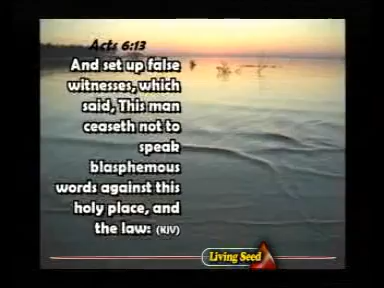 Acts 6:13
And set up false
witnesses, which
said, This man
ceaseth not to
speak
blasphemous
words against this
holy place, and
the law: (KJV)
Living Seed